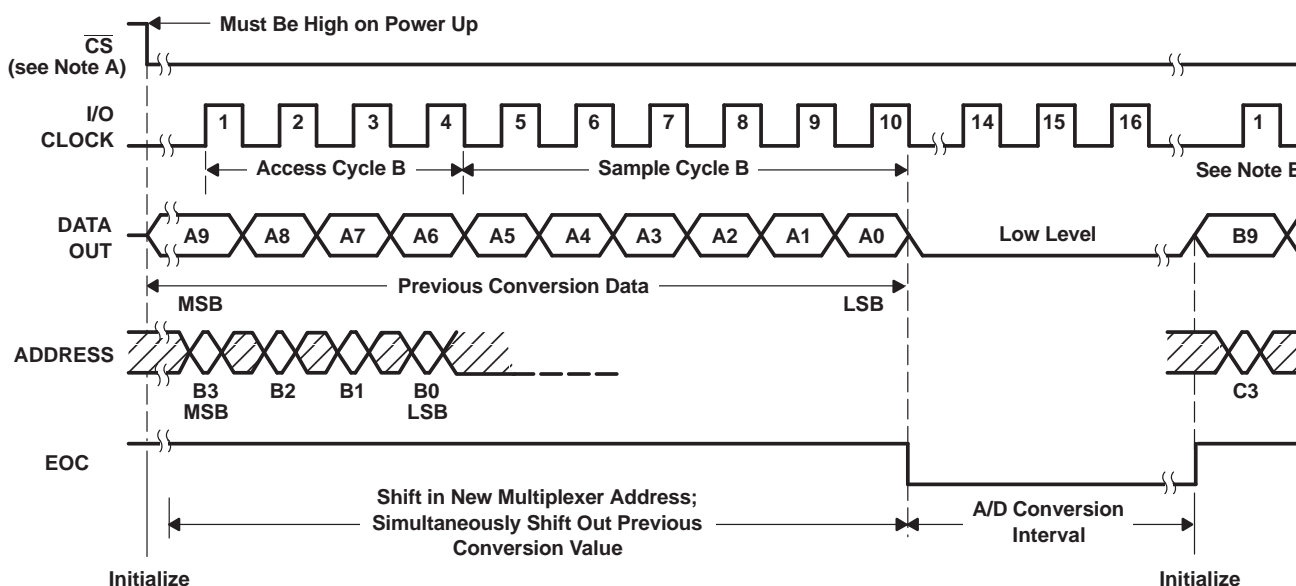 Must Be High on Power Up
CS
(see Note A)
I/O
CLOCK
1 2 3 4 5 6 7 8 9 10 14 15 16 1
Access Cycle B
Sample Cycle B
See Note B
DATA
OUT
A9 A8 A7 A6 A5 A4 A3 A2 A1 A0 Low Level B9
Previous Conversion Data
MSB
LSB
ADDRESS
B3 B2 B1 B0 C3
MSB LSB
EOC
Shift in New Multiplexer Address;
Simultaneously Shift Out Previous
Conversion Value
A/D Conversion
Interval
Initialize
Initialize